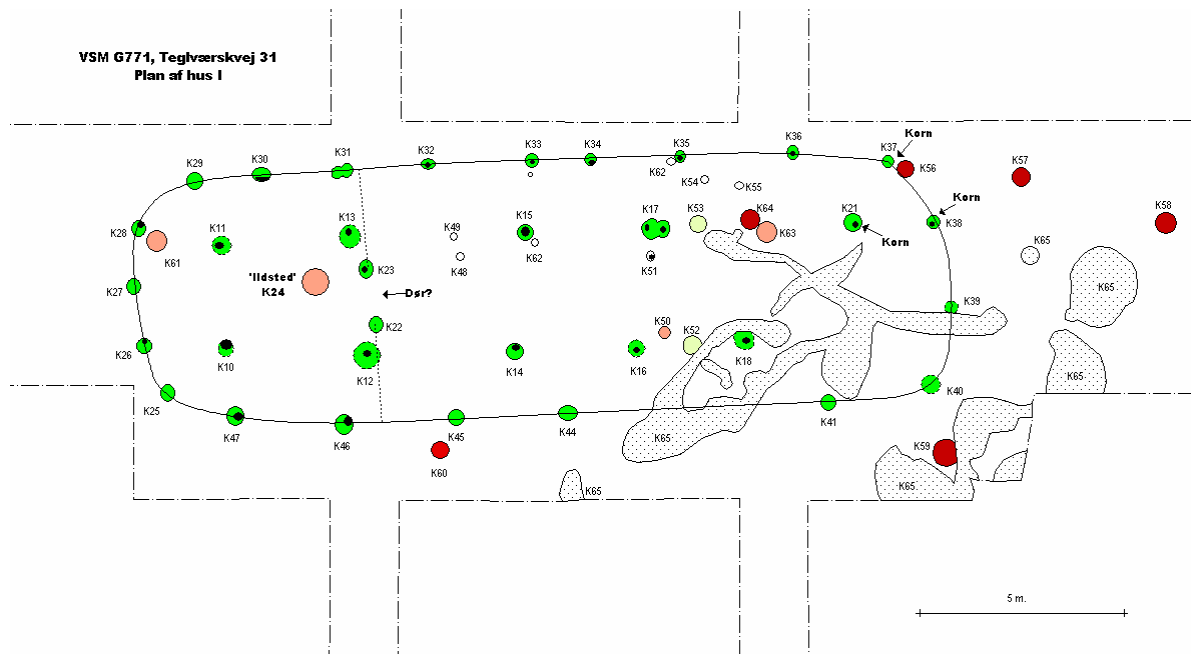 VSM G771, Teglværskvej 31
Plan af hus I
K29
K30
K31
K32
K33
K34
K35
K36
K37
Korn
K56
K57
K62
K54
K55
Korn
K58
K28
K61
K11
K13
K49
K15
K62
K48
K17
K53
K64
K63
K21
Korn
K38
K51
K65
K65
K23
'Ildsted'
K24
Dør?
K27
K22
K50
K52
K39
K26
K10
K12
K14
K16
K18
K65
K25
K40
K47
K46
K45
K44
K41
K60
K65
K59
K65
K65
5 m.